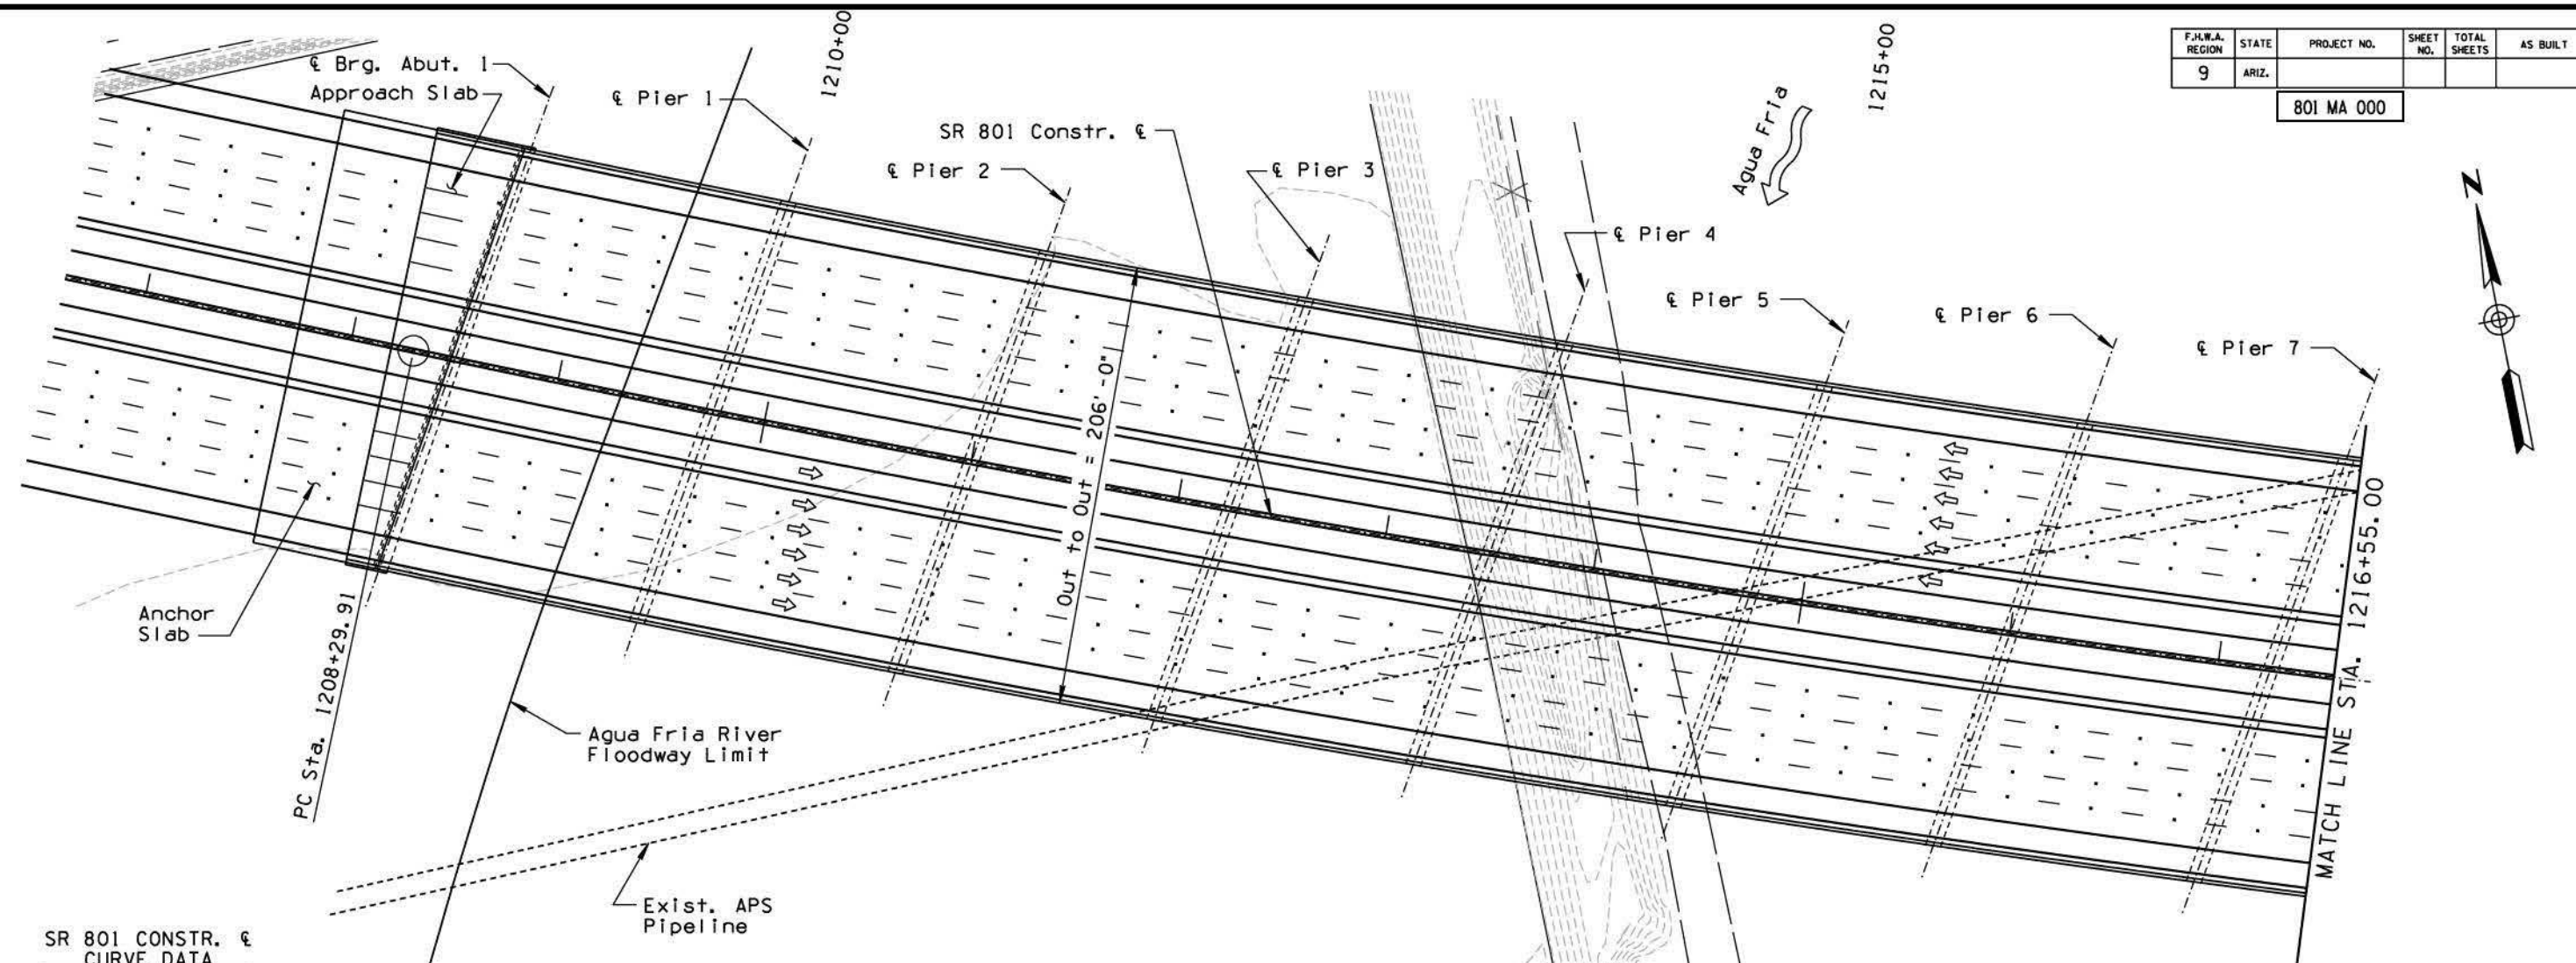 F.H.W.A. REGION STATE PROJECT NO. SHEET NO. TOTAL SHEETS AS BUILT
9 ARIZ.
801 MA 000
1210+00
1215+00
℄ Brg. Abut. 1
Approach Slab
℄ Pier 1
SR 801 Constr. ℄
℄ Pier 2
℄ Pier 3
Agua Fria
N
℄ Pier 4
℄ Pier 5
℄ Pier 6
℄ Pier 7
Out to Out = 206'-0"
Anchor
Slab
PC Sta. 1208+29.91
Agua Fria River
Floodway Limit
Exist. APS
Pipeline
MATCH LINE STA. 1216+55.00
SR 801 CONSTR. ℄
CURVE DATA